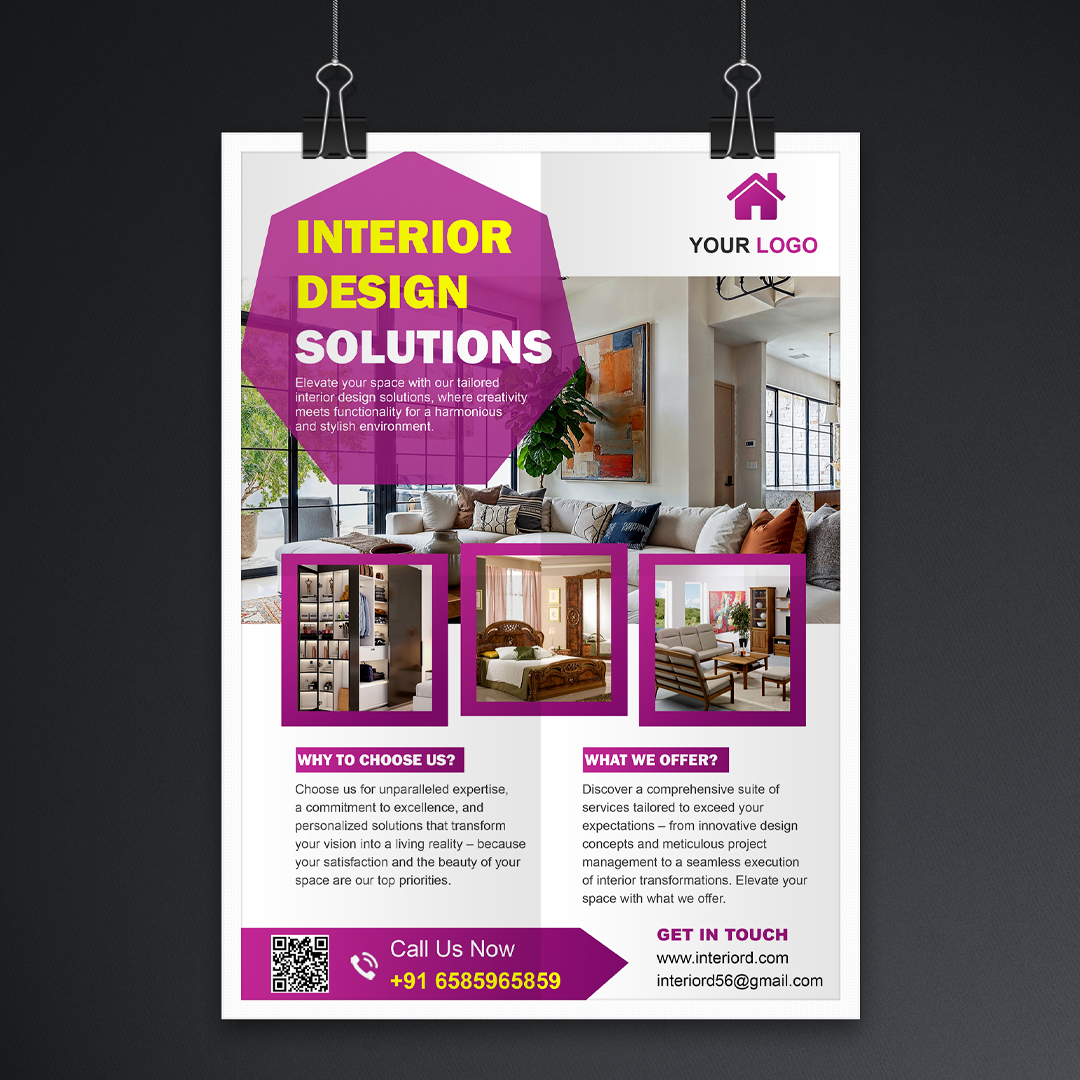 INTERIOR
DESIGN
SOLUTIONS
Elevate your space with our tailored
interior design solutions, where creativity
meets functionality for a harmonious
and stylish environment.
YOUR LOGO
WHY TO CHOOSE US?
Choose us for unparalleled expertise,
a commitment to excellence, and
personalized solutions that transform
your vision into a living reality – because
your satisfaction and the beauty of your
space are our top priorities.
WHAT WE OFFER?
Discover a comprehensive suite of
services tailored to exceed your
expectations – from innovative design
concepts and meticulous project
management to a seamless execution
of interior transformations. Elevate your
space with what we offer.
Call Us Now
+91 6585965859
GET IN TOUCH
www.interiord.com
interiord56@gmail.com